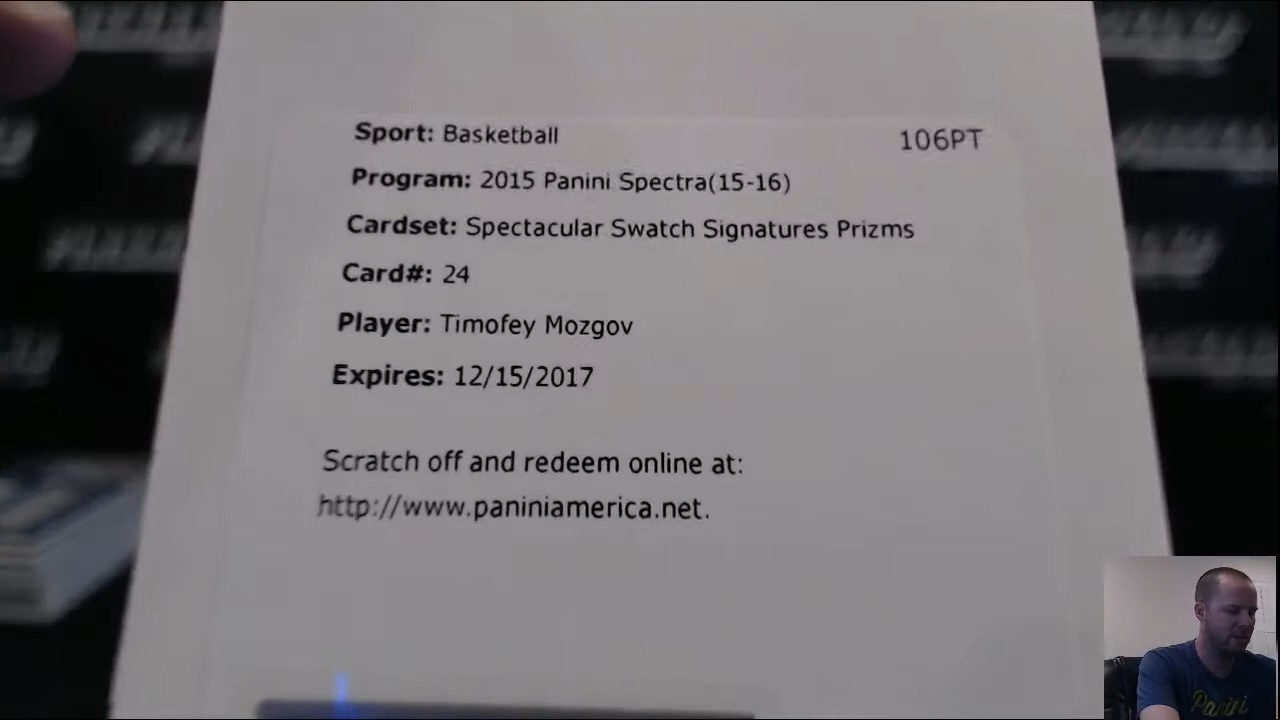 Sport: Basketball
106PT
Program: 2015 Panini Spectra(15-16)
Cardset: Spectacular Swatch Signatures Prizms
Card#: 24
Player: Timofey Mozgov
Expires: 12/15/2017
Scratch off and redeem online at:
http://www.paniniamerica.net.
Panini